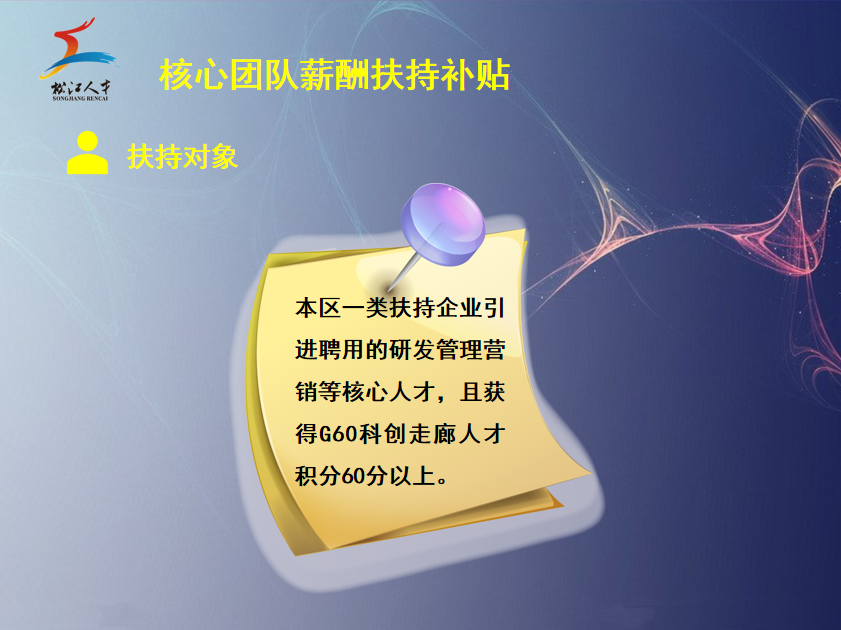 松江人才
SONGJIANG RENCAI
核心团队薪酬扶持补贴
扶持对象
本区一类扶持企业引
进聘用的研发管理营
销等核心人才，且获
得G60科创走廊人才
积分60分以上。